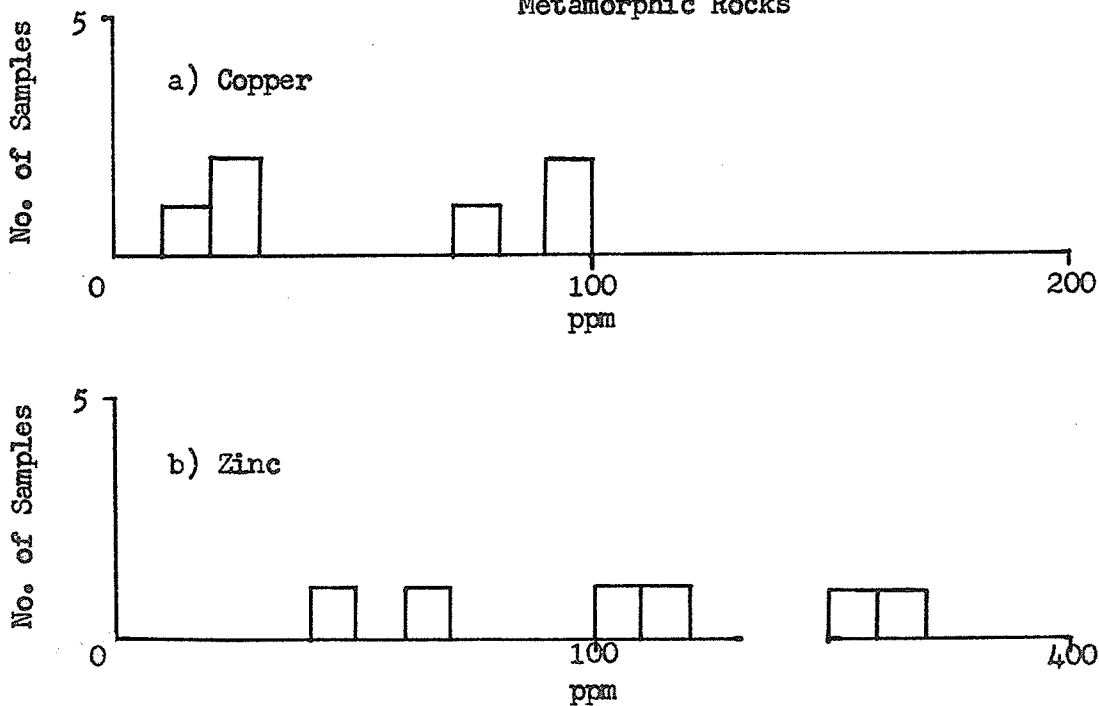 Metamorphic Rocks
5
No. of Samples
a) Copper
0 100 200
ppm
5
No. of Samples
b) Zinc
0 100 400
ppm